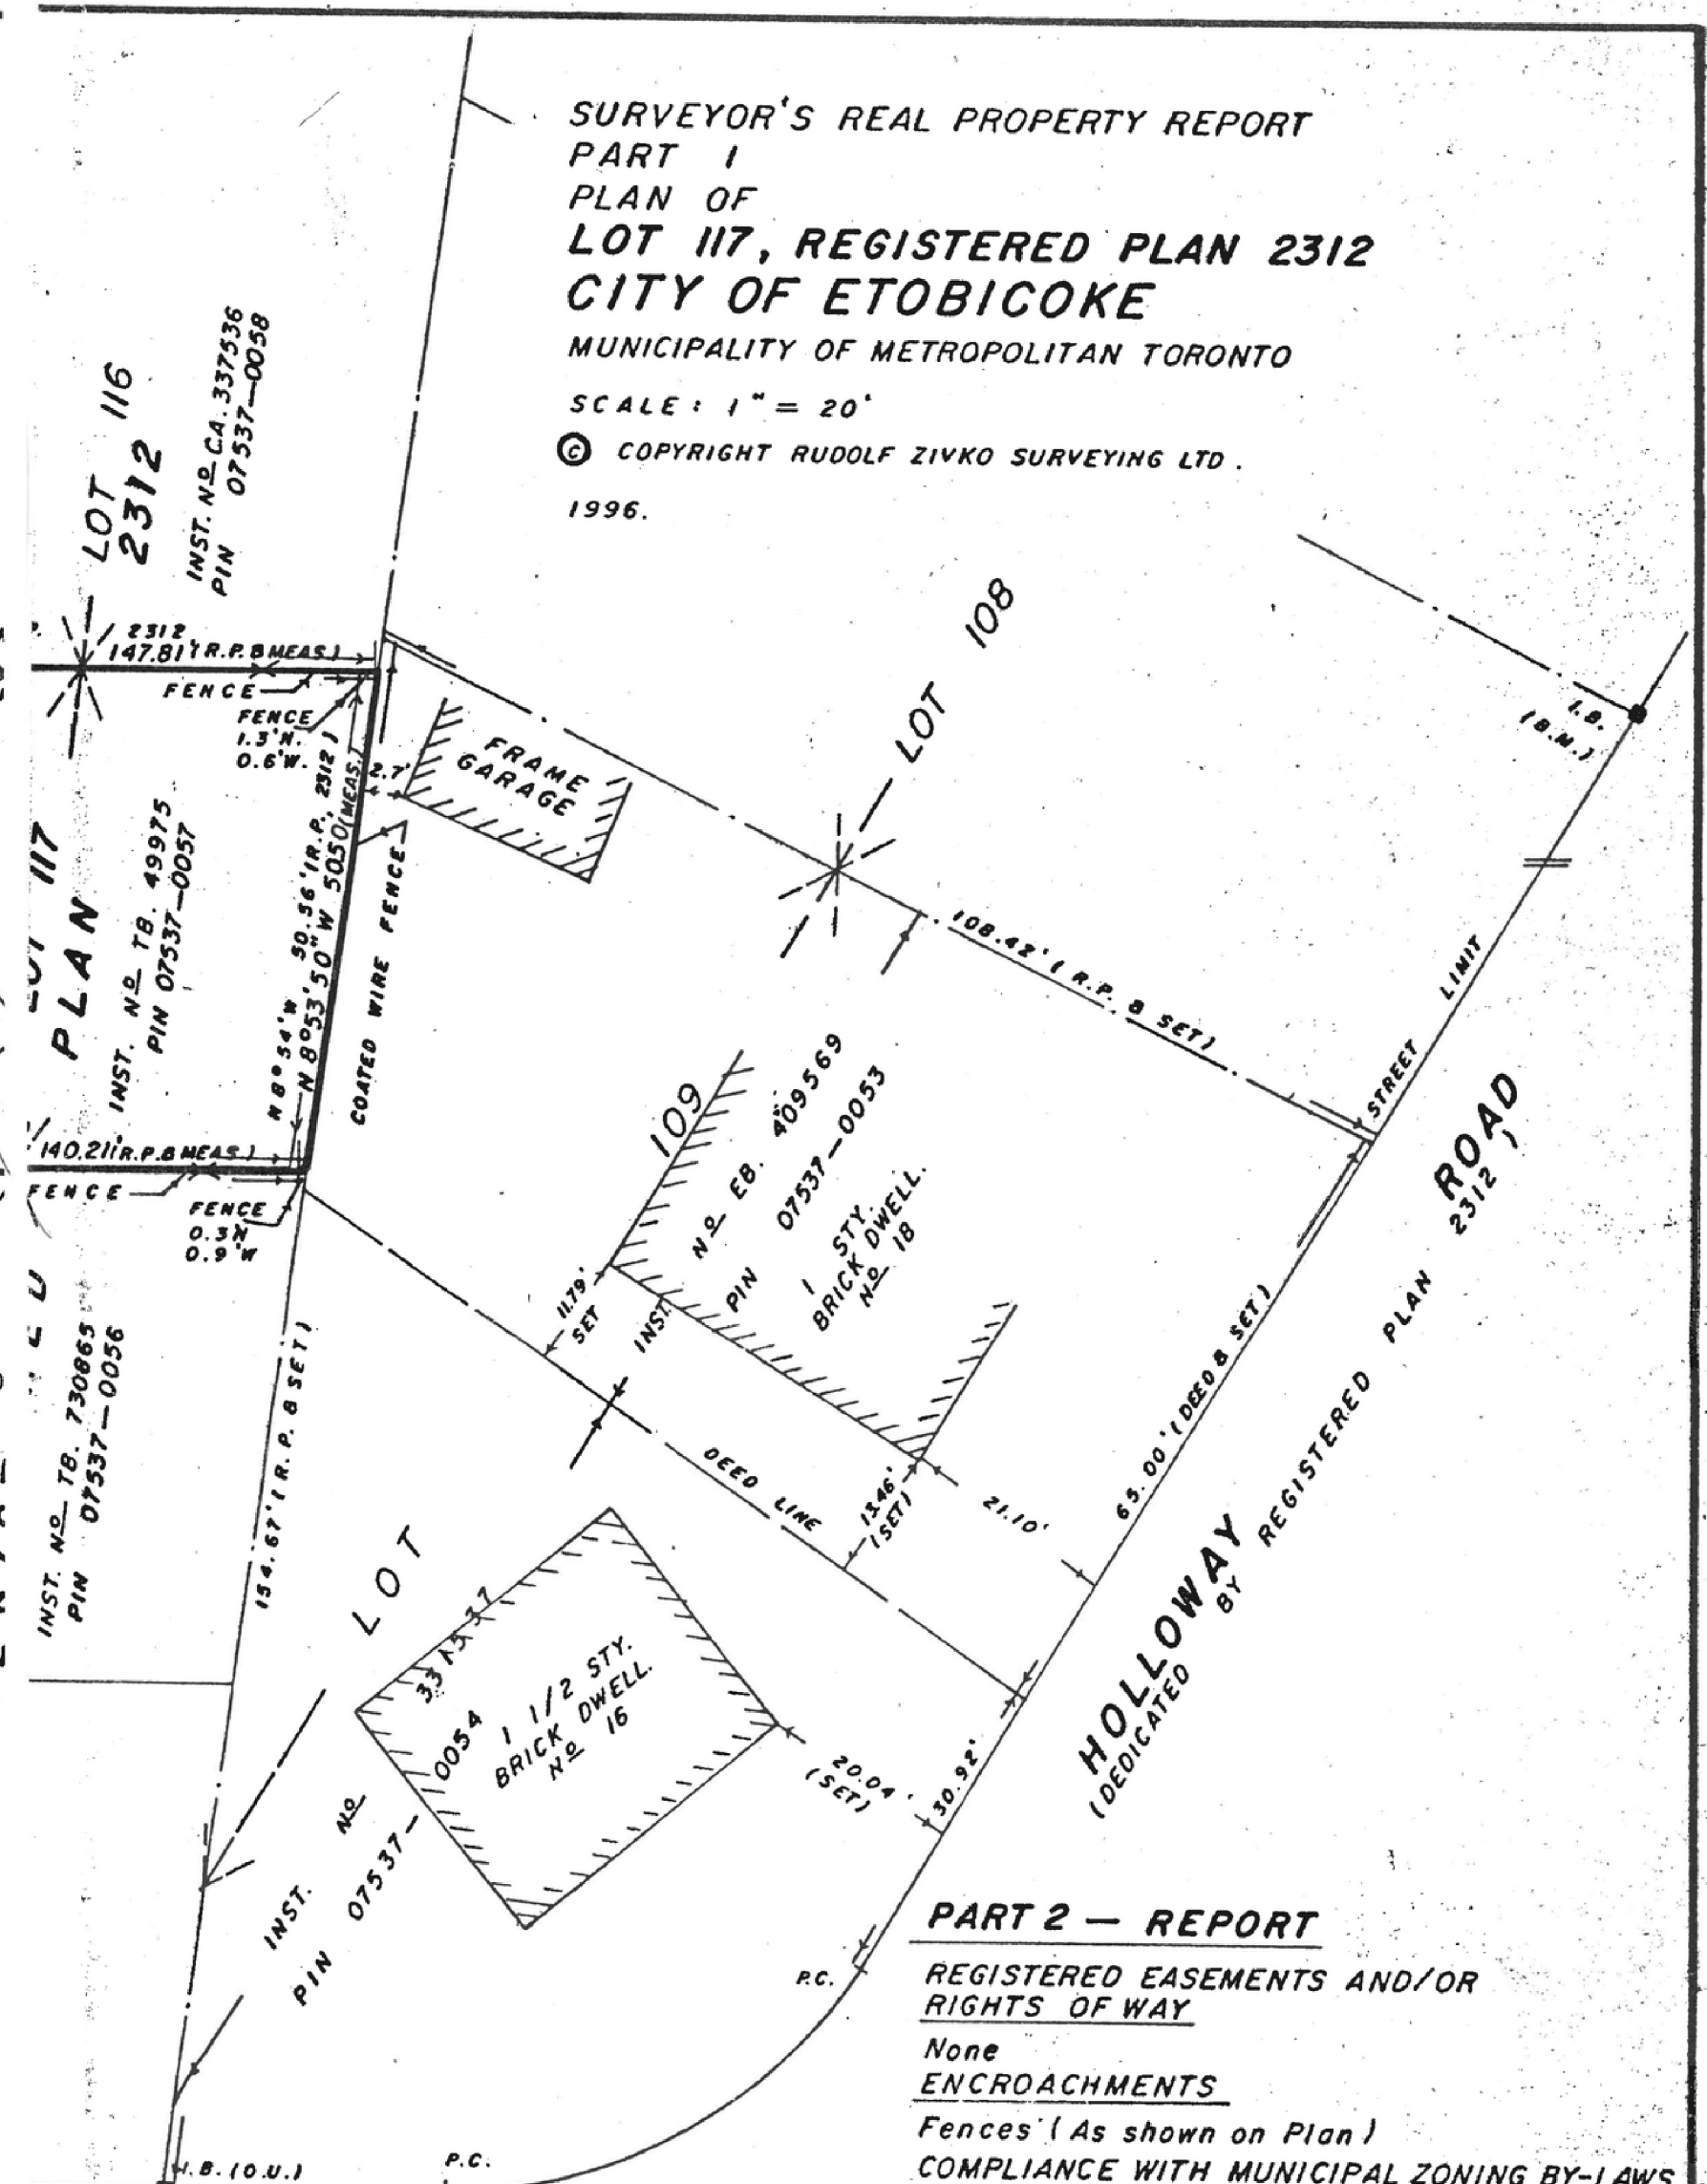 SURVEYOR'S REAL PROPERTY REPORT
PART 1
PLAN OF
LOT 117, REGISTERED PLAN 2312
CITY OF ETOBICOKE
MUNICIPALITY OF METROPOLITAN TORONTO
SCALE: 1" = 20'
© COPYRIGHT RUDOLF ZIVKO SURVEYING LTD.
1996.
LOT 116
2312
INST. Nº CA. 337536
PIN 07537-0058
2312
147.81' (R.P. & MEAS.)
FENCE
FENCE
1.3'N.
0.6'W.
2.7'
FRAME
GARAGE
LOT 108
I.B.
(B.M.)
LOT 117
PLAN
INST. Nº TB. 49975
PIN 07537-0057
N 8°54'W 50.56' (R.P. 2312)
N 8°53'50"W 50.50 (MEAS.)
COATED WIRE FENCE
108.42' (R.P. & SET)
STREET LIMIT
140.21' (R.P. & MEAS.)
FENCE
FENCE
0.3'N
0.9'W
109
INST. Nº EB. 409569
PIN 07537-0053
1 STY.
BRICK DWELL.
Nº 18
11.79'
SET
DEED LINE
13.46'
(SET)
21.10'
65.00' (DEED & SET)
HOLLOWAY ROAD
(DEDICATED BY REGISTERED PLAN 2312)
INST. Nº TB. 730865
PIN 07537-0056
154.67' (R.P. & SET)
LOT
INST. Nº 331537
PIN 07537-0054
1 1/2 STY.
BRICK DWELL.
Nº 16
20.04'
(SET)
30.92'
P.C.
P.C.
I.B. (O.U.)
PART 2 — REPORT
REGISTERED EASEMENTS AND/OR
RIGHTS OF WAY
None
ENCROACHMENTS
Fences (As shown on Plan)
COMPLIANCE WITH MUNICIPAL ZONING BY-LAWS